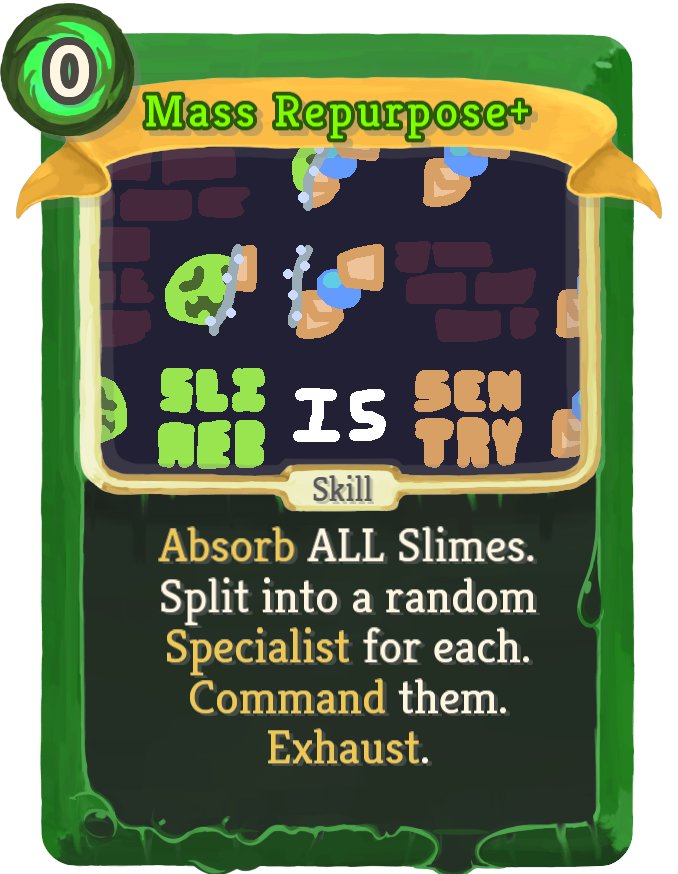 0
Mass Repurpose+
SLI
MER IS SEN
TRY
Skill
Absorb ALL Slimes.
Split into a random
Specialist for each.
Command them.
Exhaust.